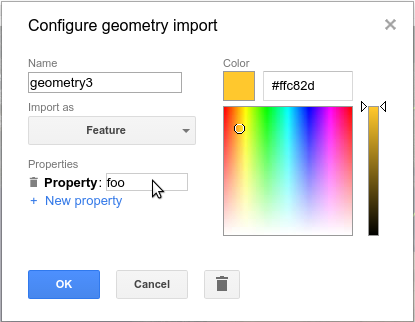 Configure geometry import
Name
geometry3
Import as
Feature
Properties
Property: foo
+ New property
Color
#ffc82d
OK
Cancel